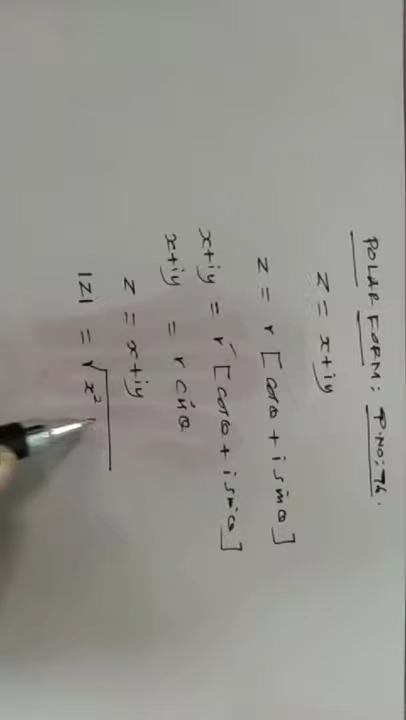 POLAR FORM: P.NO: 76.
Z = x+iy
Z = r [cosθ + i sinθ]
x+iy = r [cosθ + i sinθ]
x+iy = r cisθ
Z = x+iy
|Z| = √x²